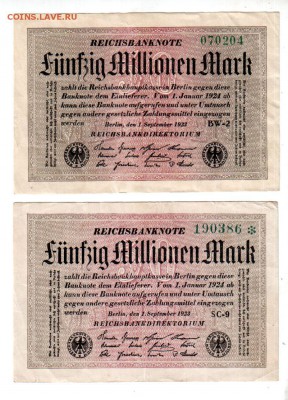 COINS.LAVE.RU
REICHSBANKNOTE
070204
Fünfzig Millionen Mark
zahlt die Reichsbankhauptkasse in Berlin gegen diese
Banknote dem Einlieferer. Vom 1. Januar 1924 ab
kann diese Banknote aufgerufen und unter Umtausch
gegen andere gesetzliche Zahlungsmittel eingezogen
werden
Berlin, den 1. September 1923
BW-2
REICHSBANKDIREKTORIUM
REICHSBANKNOTE
190386 *
Fünfzig Millionen Mark
zahlt die Reichsbankhauptkasse in Berlin gegen diese
Banknote dem Einlieferer. Vom 1. Januar 1924 ab
kann diese Banknote aufgerufen und unter Umtausch
gegen andere gesetzliche Zahlungsmittel eingezogen
werden
Berlin, den 1. September 1923
SC-9
REICHSBANKDIREKTORIUM